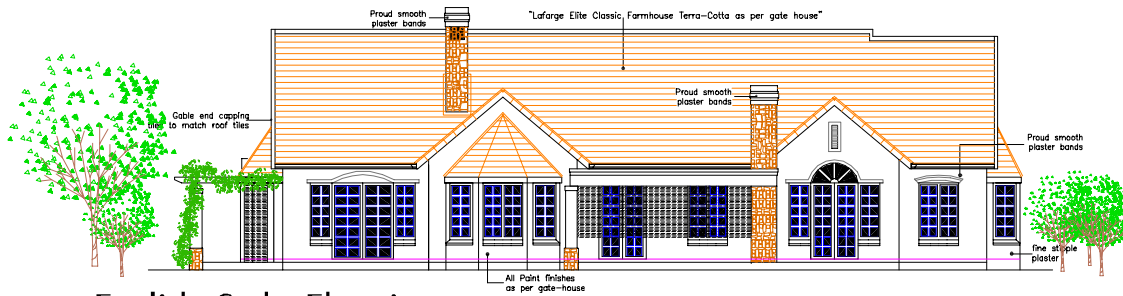 Proud smooth
plaster bands
"Lafarge Elite Classic Farmhouse Terra-Cotta as per gate house"
Proud smooth
plaster bands
Gable end capping
tiles to match roof tiles
Proud smooth
plaster bands
fine stipple
plaster
All Paint finishes
as per gate-house